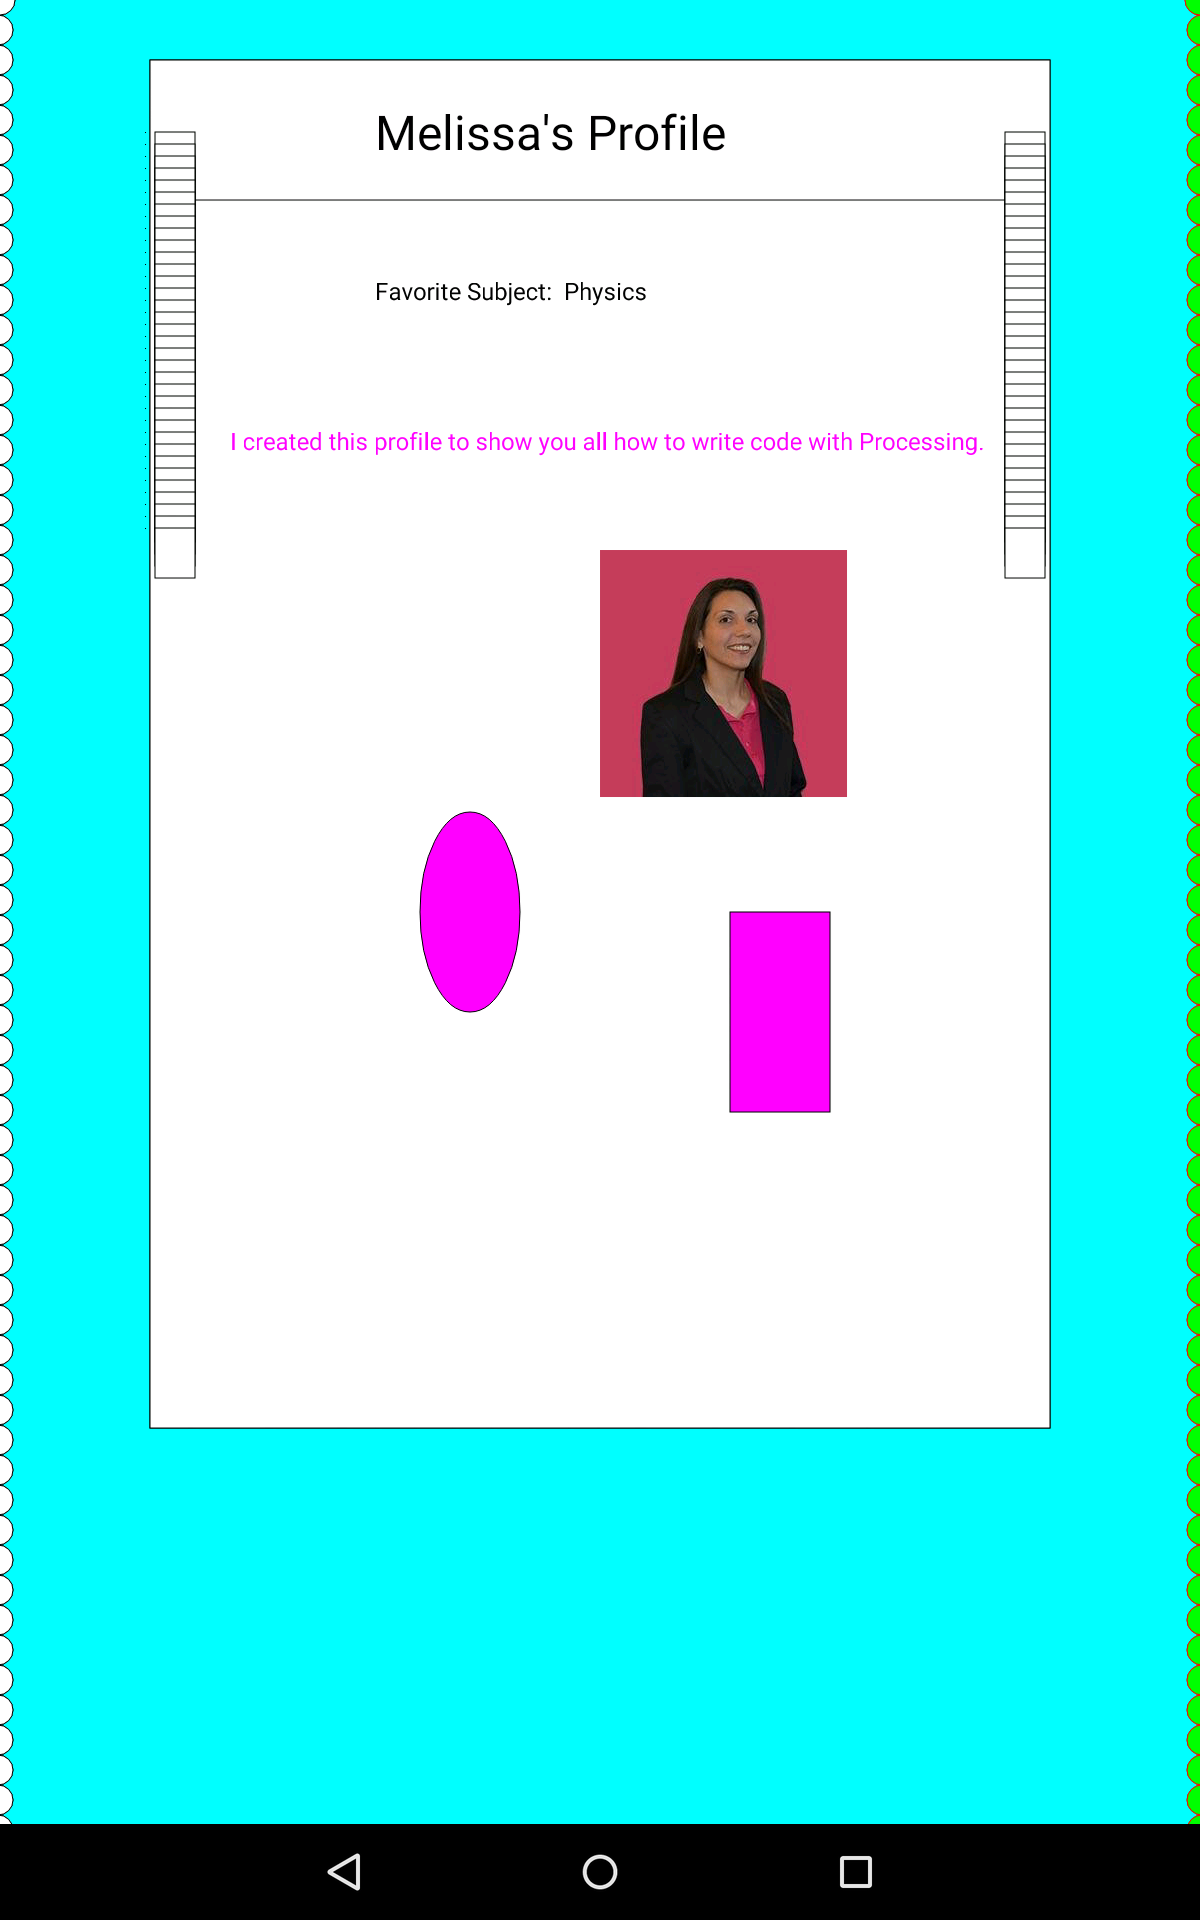 Melissa's Profile
Favorite Subject:  Physics
I created this profile to show you all how to write code with Processing.